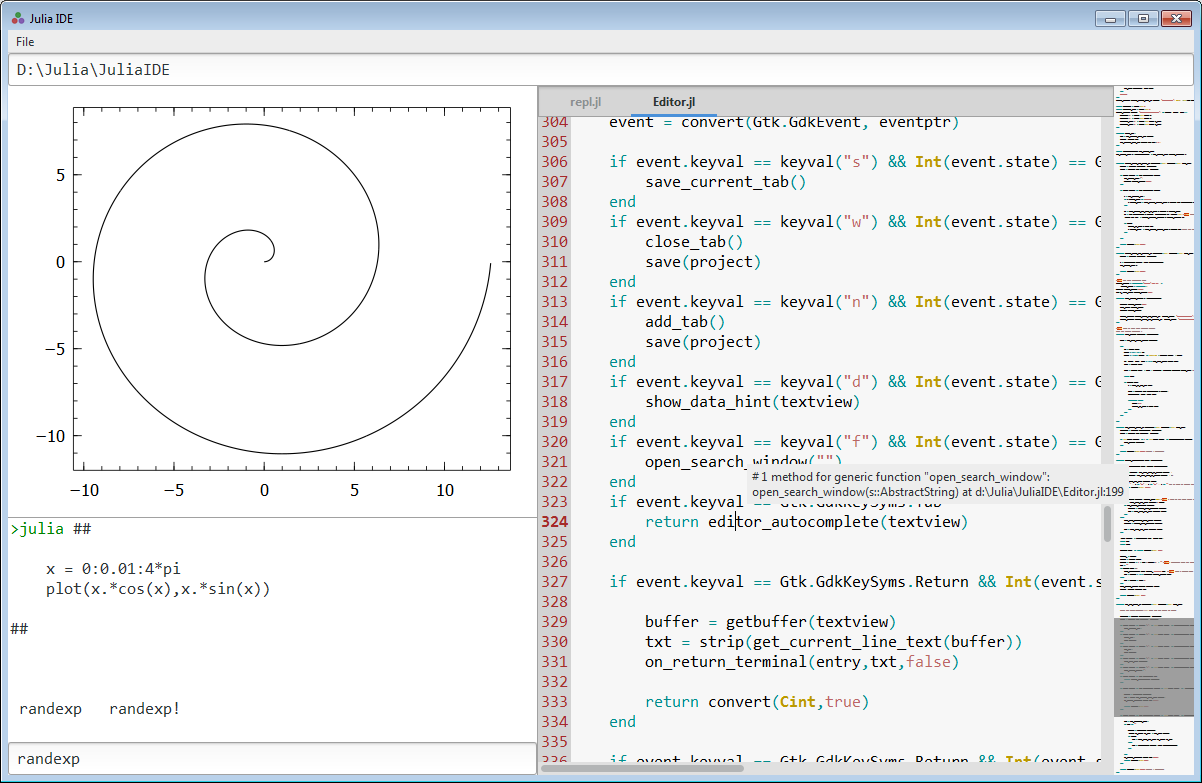 Julia IDE
File
D:\Julia\JuliaIDE
5
0
−5
−10
−10 −5 0 5 10
>julia ##
x = 0:0.01:4*pi
plot(x.*cos(x),x.*sin(x))
##
randexp randexp!
randexp
repl.jl Editor.jl
304 event = convert(Gtk.GdkEvent, eventptr)
305
306 if event.keyval == keyval("s") && Int(event.state) ==
307 save_current_tab()
308 end
309 if event.keyval == keyval("w") && Int(event.state) ==
310 close_tab()
311 save(project)
312 end
313 if event.keyval == keyval("n") && Int(event.state) ==
314 add_tab()
315 save(project)
316 end
317 if event.keyval == keyval("d") && Int(event.state) ==
318 show_data_hint(textview)
319 end
320 if event.keyval == keyval("f") && Int(event.state) ==
321 open_search_window("")
# 1 method for generic function "open_search_window":
open_search_window(s::AbstractString) at d:\Julia\JuliaIDE\Editor.jl:199
322 end
323 if event.keyval == Gtk.GdkKeySyms.Tab
324 return editor_autocomplete(textview)
325 end
326
327 if event.keyval == Gtk.GdkKeySyms.Return && Int(event.s
328
329 buffer = getbuffer(textview)
330 txt = strip(get_current_line_text(buffer))
331 on_return_terminal(entry,txt,false)
332
333 return convert(Cint,true)
334 end
335
336 if event.keyval == Gtk.GdkKeySyms.Return && Int(event.s